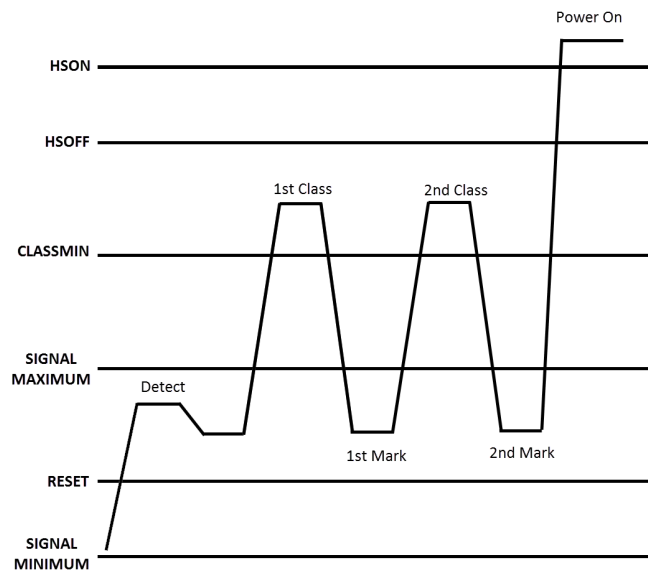 Power On
HSON
HSOFF
1st Class
2nd Class
CLASSMIN
SIGNAL
MAXIMUM
Detect
1st Mark
2nd Mark
RESET
SIGNAL
MINIMUM